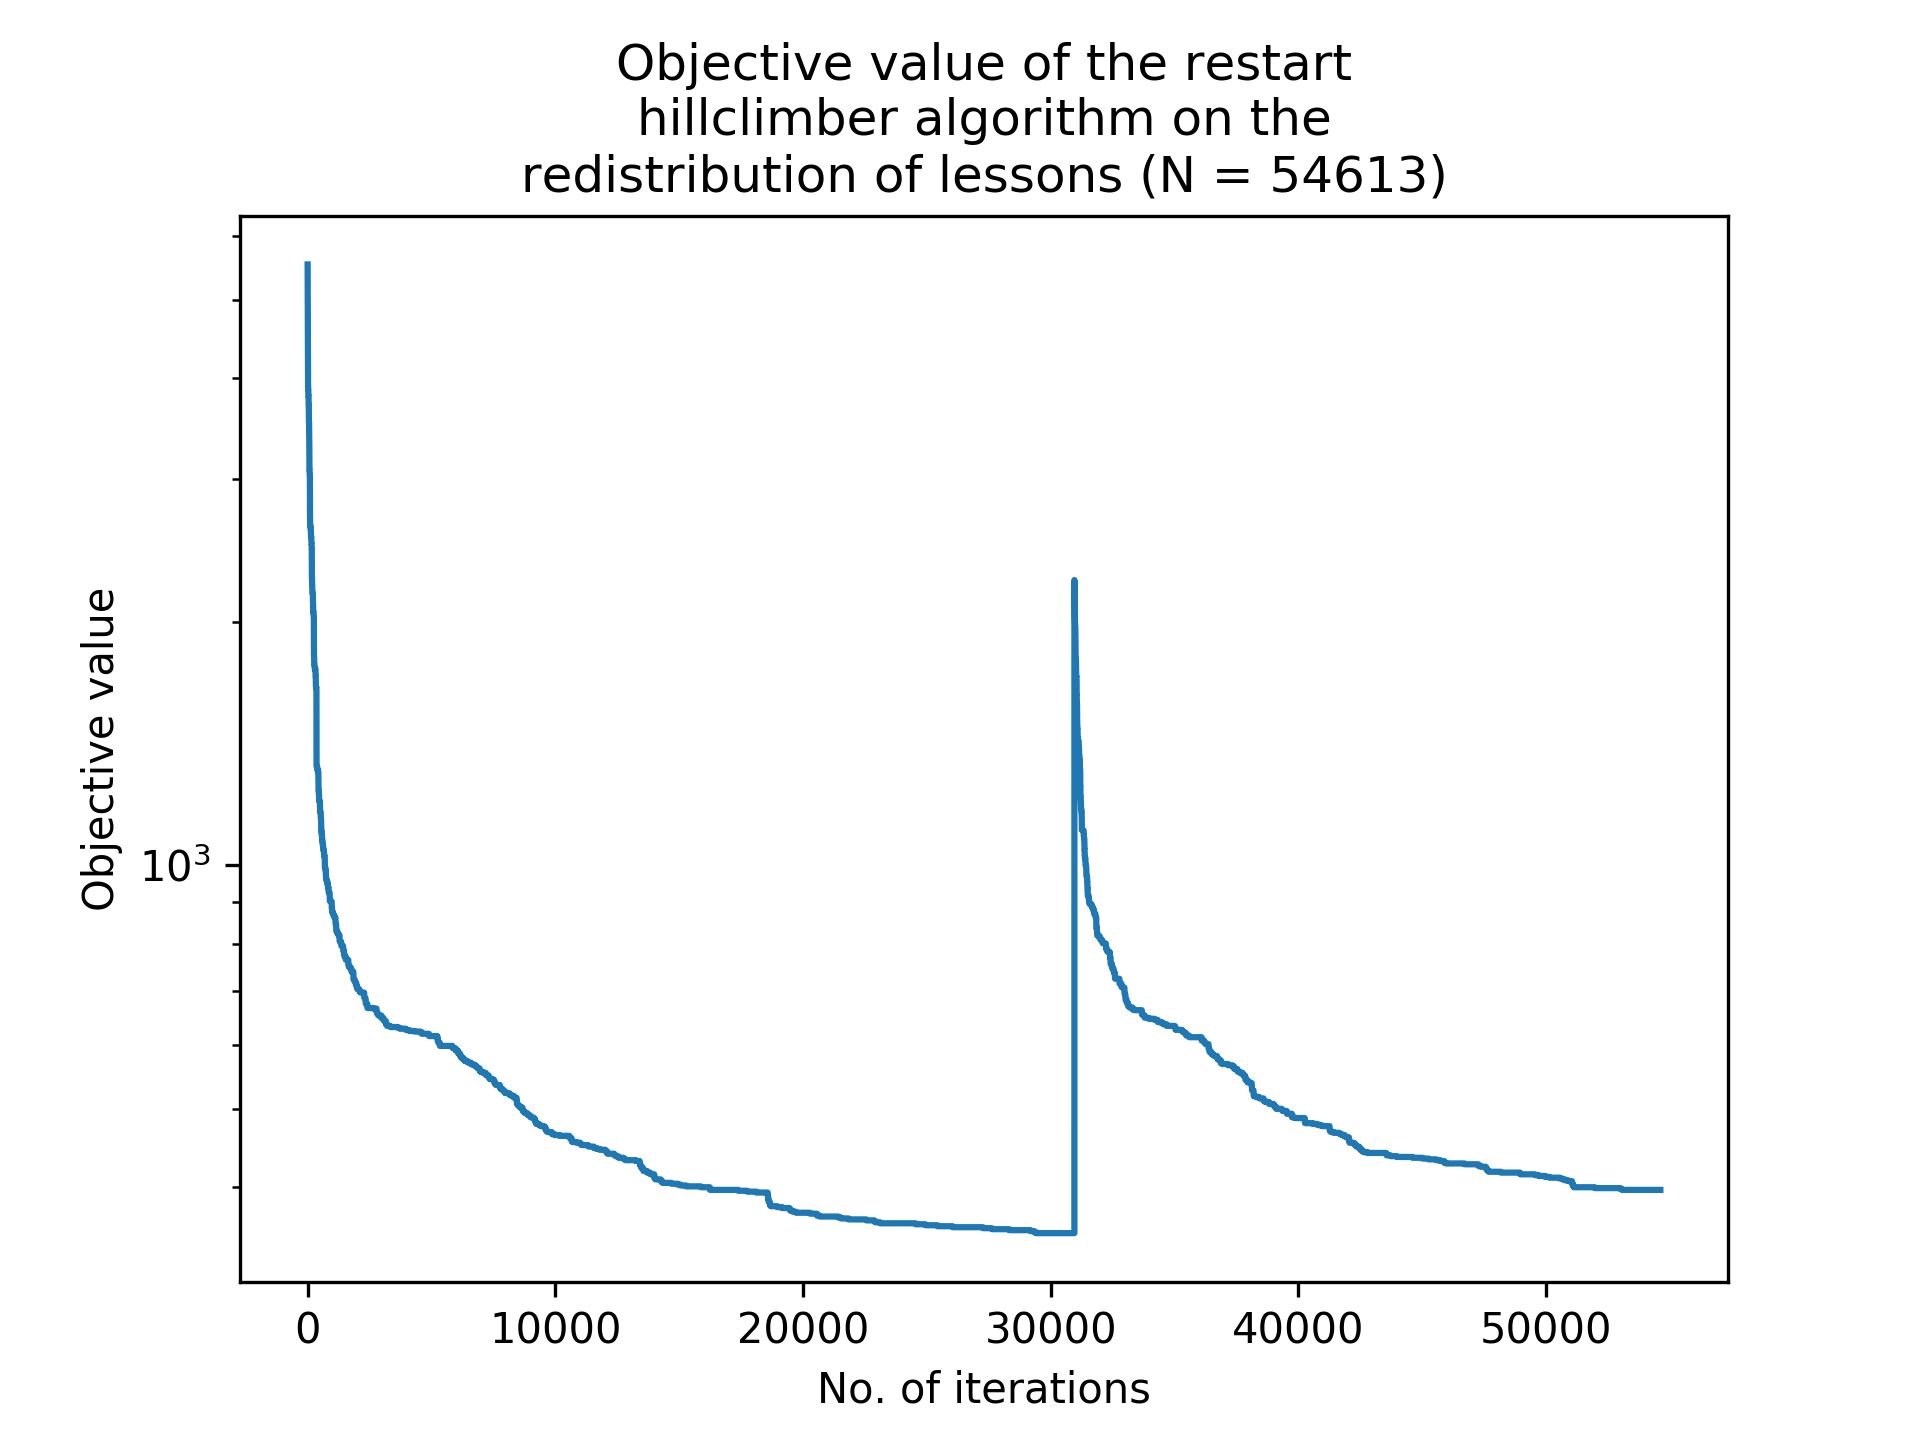 Objective value of the restart
hillclimber algorithm on the
redistribution of lessons (N = 54613)
Objective value
10³
0 10000 20000 30000 40000 50000
No. of iterations